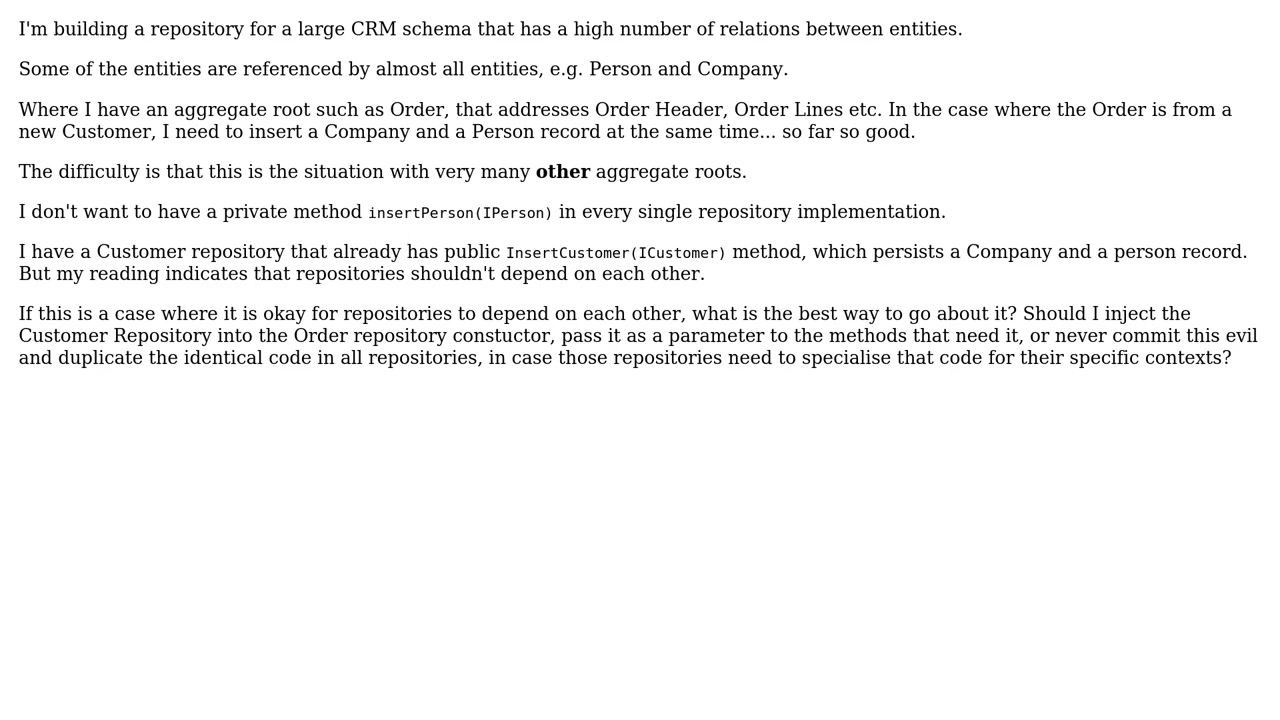 I'm building a repository for a large CRM schema that has a high number of relations between entities.
Some of the entities are referenced by almost all entities, e.g. Person and Company.
Where I have an aggregate root such as Order, that addresses Order Header, Order Lines etc. In the case where the Order is from a
new Customer, I need to insert a Company and a Person record at the same time... so far so good.
The difficulty is that this is the situation with very many other aggregate roots.
I don't want to have a private method insertPerson(IPerson) in every single repository implementation.
I have a Customer repository that already has public InsertCustomer(ICustomer) method, which persists a Company and a person record.
But my reading indicates that repositories shouldn't depend on each other.
If this is a case where it is okay for repositories to depend on each other, what is the best way to go about it? Should I inject the
Customer Repository into the Order repository constuctor, pass it as a parameter to the methods that need it, or never commit this evil
and duplicate the identical code in all repositories, in case those repositories need to specialise that code for their specific contexts?